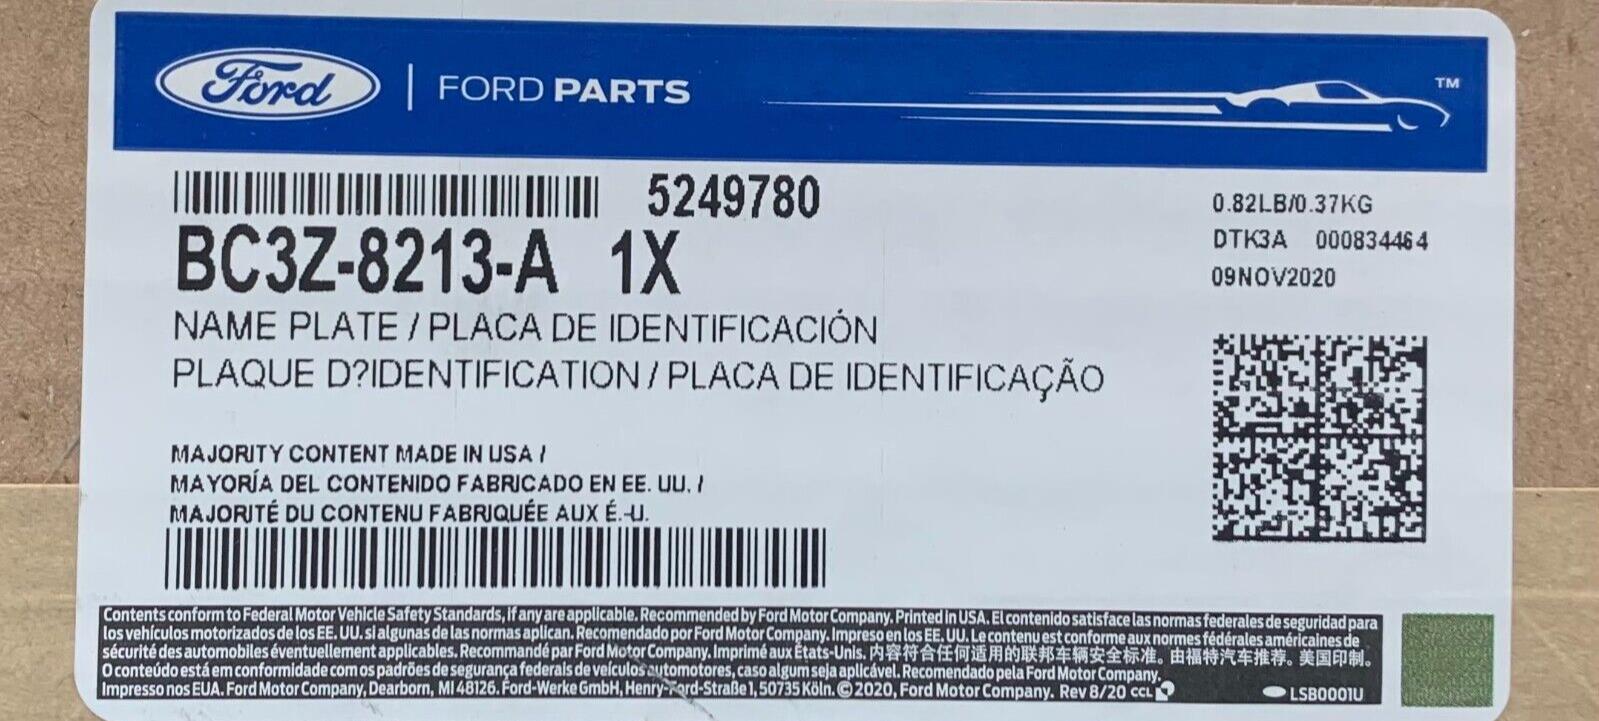 Ford | FORD PARTS TM
5249780
BC3Z-8213-A 1X
NAME PLATE / PLACA DE IDENTIFICACIÓN
PLAQUE D?IDENTIFICATION / PLACA DE IDENTIFICAÇÃO
0.82LB/0.37KG
DTK3A 000834464
09NOV2020
MAJORITY CONTENT MADE IN USA /
MAYORÍA DEL CONTENIDO FABRICADO EN EE. UU. /
MAJORITÉ DU CONTENU FABRIQUÉE AUX É.-U.
Contents conform to Federal Motor Vehicle Safety Standards, if any are applicable. Recommended by Ford Motor Company. Printed in USA. El contenido satisface las normas federales de seguridad para
los vehículos motorizados de los EE. UU. si algunas de las normas aplican. Recomendado por Ford Motor Company. Impreso en los EE. UU. Le contenu est conforme aux normes fédérales américaines de
sécurité des automobiles éventuellement applicables. Recommandé par Ford Motor Company. Imprimé aux États-Unis. 内容符合任何适用的联邦车辆安全标准。由福特汽车推荐。美国印制。
O conteúdo está em conformidade com os padrões de segurança federais de veículos automotores, caso algum seja aplicável. Recomendado pela Ford Motor Company.
Impresso nos EUA. Ford Motor Company, Dearborn, MI 48126. Ford-Werke GmbH, Henry-Ford-Straße 1, 50735 Köln. ©2020, Ford Motor Company. Rev 8/20 CCL
LSB0001U